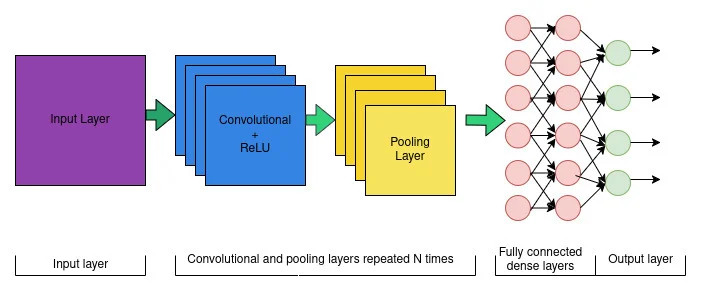 Input Layer
Convolutional
+
ReLU
Pooling
Layer
Input layer
Convolutional and pooling layers repeated N times
Fully connected
dense layers
Output layer